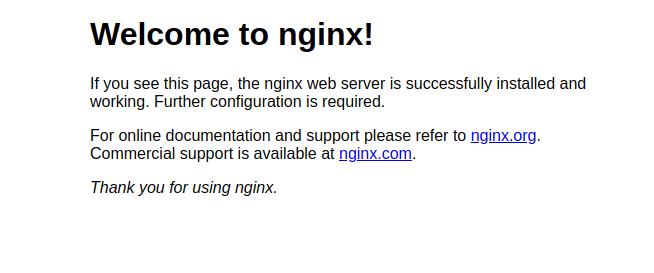 Welcome to nginx!
If you see this page, the nginx web server is successfully installed and
working. Further configuration is required.
For online documentation and support please refer to nginx.org.
Commercial support is available at nginx.com.
Thank you for using nginx.